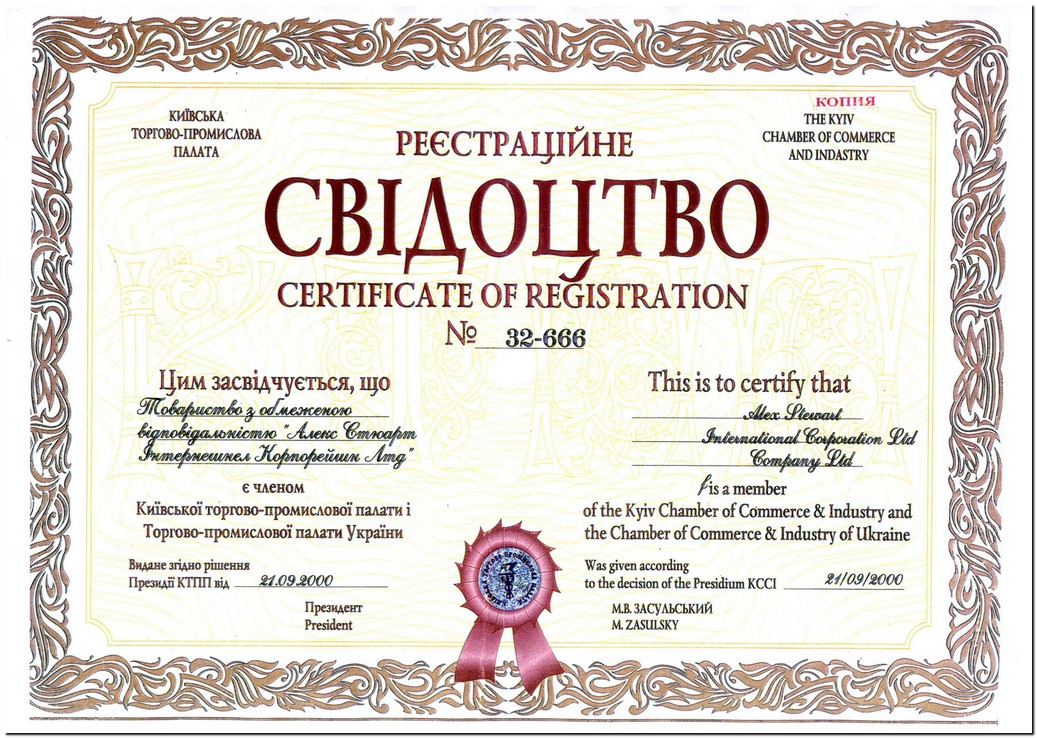 КИЇВСЬКА
ТОРГОВО-ПРОМИСЛОВА
ПАЛАТА
КОПИЯ
THE KYIV
CHAMBER OF COMMERCE
AND INDASTRY
РЕЄСТРАЦІЙНЕ
СВІДОЦТВО
CERTIFICATE OF REGISTRATION
№ 32-666
Цим засвідчується, що
Товариство з обмеженою
відповідальністю "Алекс Стюарт
Інтернешнел Корпорейшн Лтд"
є членом
Київської торгово-промислової палати і
Торгово-промислової палати України
Видане згідно рішення
Президії КТПП від 21.09.2000
Президент
President
This is to certify that
Alex Stewart
International Corporation Ltd
Company Ltd
is a member
of the Kyiv Chamber of Commerce & Industry and
the Chamber of Commerce & Industry of Ukraine
Was given according
to the decision of the Presidium KCCI 21/09/2000
М.В. ЗАСУЛЬСЬКИЙ
M. ZASULSKY